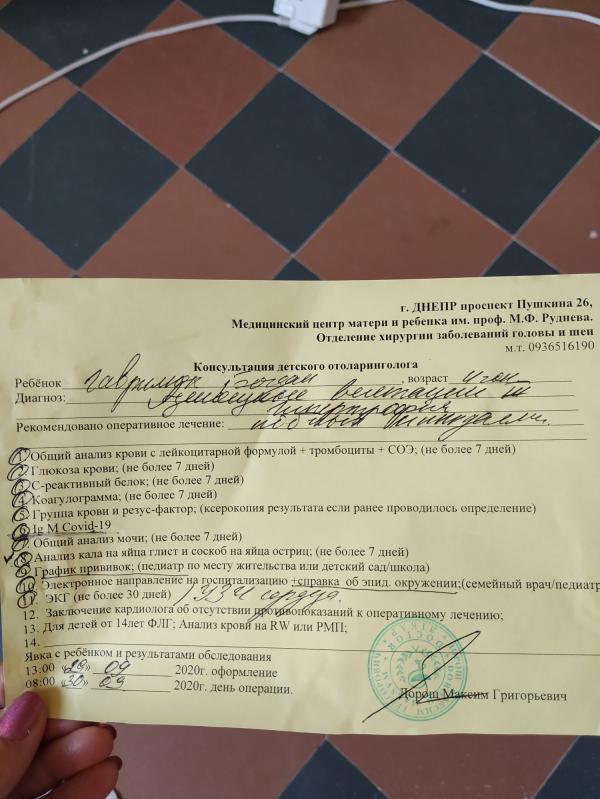 г. ДНЕПР проспект Пушкина 26,
Медицинский центр матери и ребенка им. проф. М.Ф. Руднева.
Отделение хирургии заболеваний головы и шеи
м.т. 0936516190
Консультация детского отоларинголога
Ребёнок Богдан , возраст
Диагноз: вегетации III
гипертрофия
Рекомендовано оперативное лечение: нёбных миндалин.
1. Общий анализ крови с лейкоцитарной формулой + тромбоциты + СОЭ; (не более 7 дней)
2. Глюкоза крови; (не более 7 дней)
3. С-реактивный белок; (не более 7 дней)
4. Коагулограмма; (не более 7 дней)
5. Группа крови и резус-фактор; (ксерокопия результата если ранее проводилось определение)
6. Ig M Covid-19
7. Общий анализ мочи; (не более 7 дней)
8. Анализ кала на яйца глист и соскоб на яйца остриц; (не более 7 дней)
9. График прививок; (педиатр по месту жительства или детский сад/школа)
10. Электронное направление на госпитализацию +справка об эпид. окружении;(семейный врач/педиатр
11. ЭКГ (не более 30 дней) УЗИ сердца.
12. Заключение кардиолога об отсутствии противопоказаний к оперативному лечению;
13. Для детей от 14лет ФЛГ; Анализ крови на RW или РМП;
14.
Явка с ребёнком и результатами обследования
13:00 «29» 09 2020г. оформление
08:00 «30» 09 2020г. день операции.
Дорош Максим Григорьевич